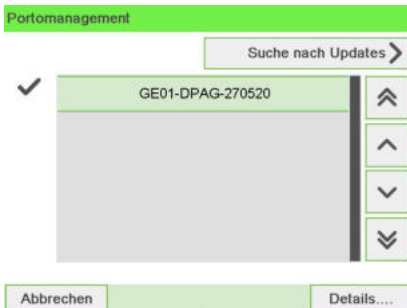 Portomanagement
Suche nach Updates
GE01-DPAG-270520
Abbrechen
Details....